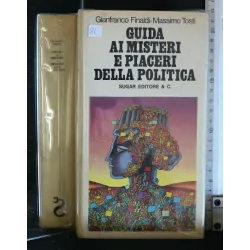 Gianfranco Finaldi·Massimo Tosti
GUIDA
AI MISTERI
E PIACERI
DELLA POLITICA
SUGAR EDITORE & C.